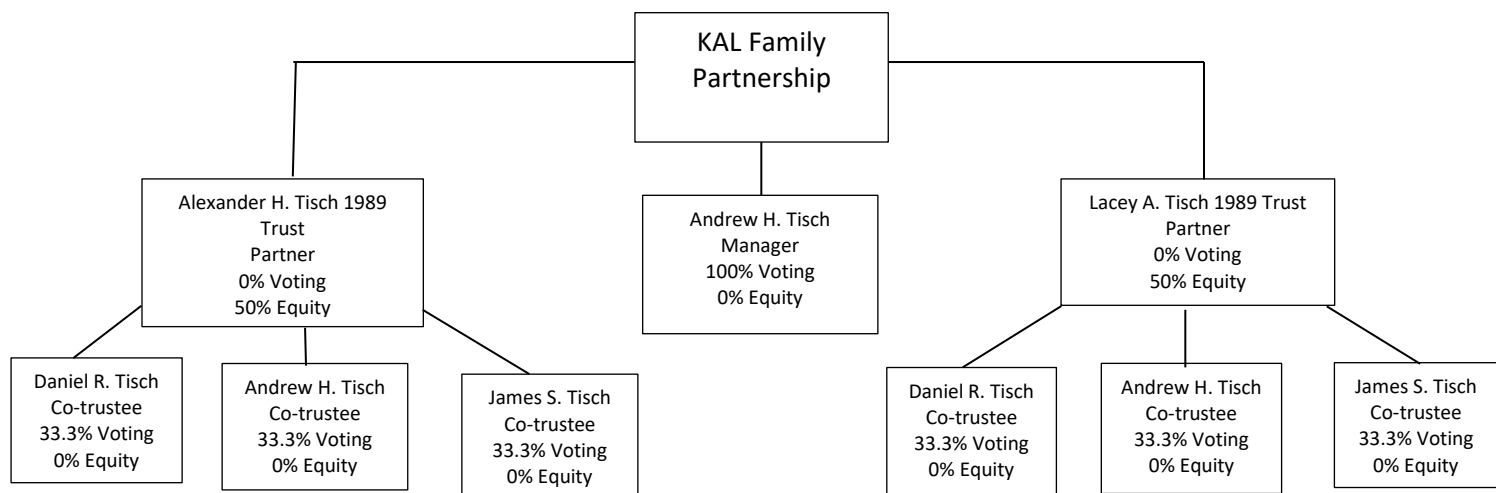 KAL Family
Partnership
Alexander H. Tisch 1989
Trust
Partner
0% Voting
50% Equity
Andrew H. Tisch
Manager
100% Voting
0% Equity
Lacey A. Tisch 1989 Trust
Partner
0% Voting
50% Equity
Daniel R. Tisch
Co-trustee
33.3% Voting
0% Equity
Andrew H. Tisch
Co-trustee
33.3% Voting
0% Equity
James S. Tisch
Co-trustee
33.3% Voting
0% Equity
Daniel R. Tisch
Co-trustee
33.3% Voting
0% Equity
Andrew H. Tisch
Co-trustee
33.3% Voting
0% Equity
James S. Tisch
Co-trustee
33.3% Voting
0% Equity